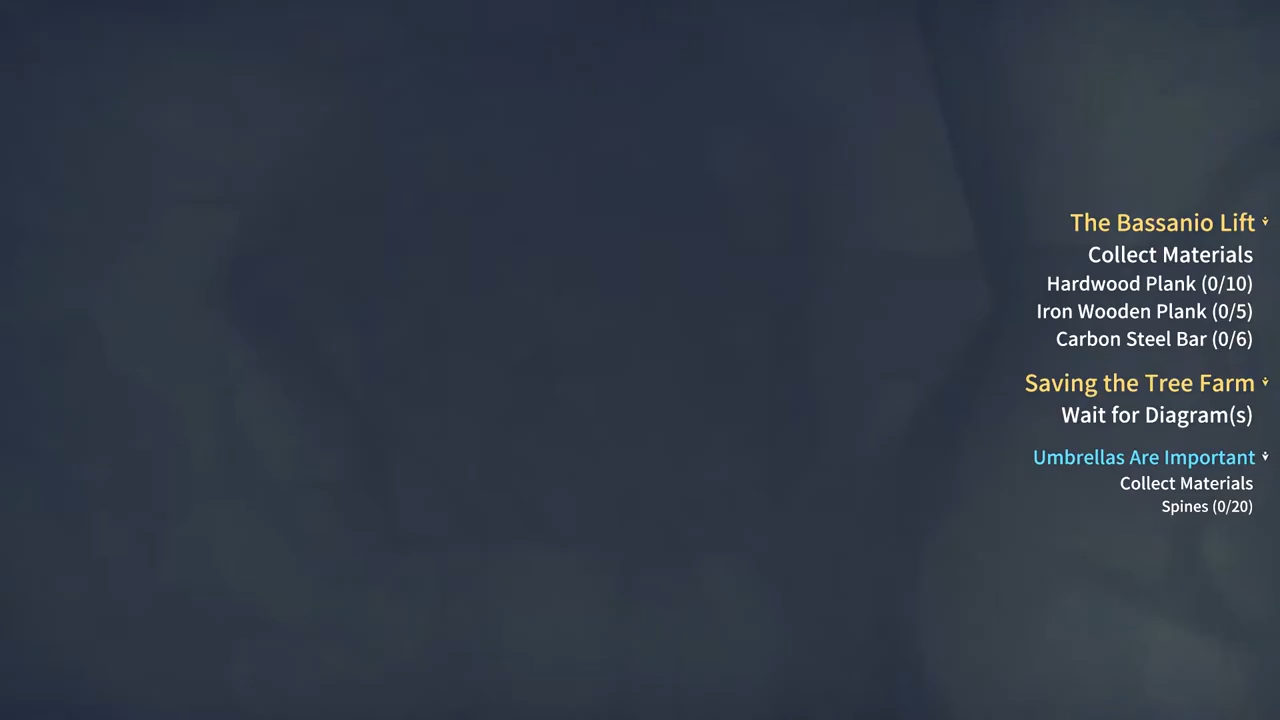 The Bassanio Lift
Collect Materials
Hardwood Plank (0/10)
Iron Wooden Plank (0/5)
Carbon Steel Bar (0/6)
Saving the Tree Farm
Wait for Diagram(s)
Umbrellas Are Important
Collect Materials
Spines (0/20)